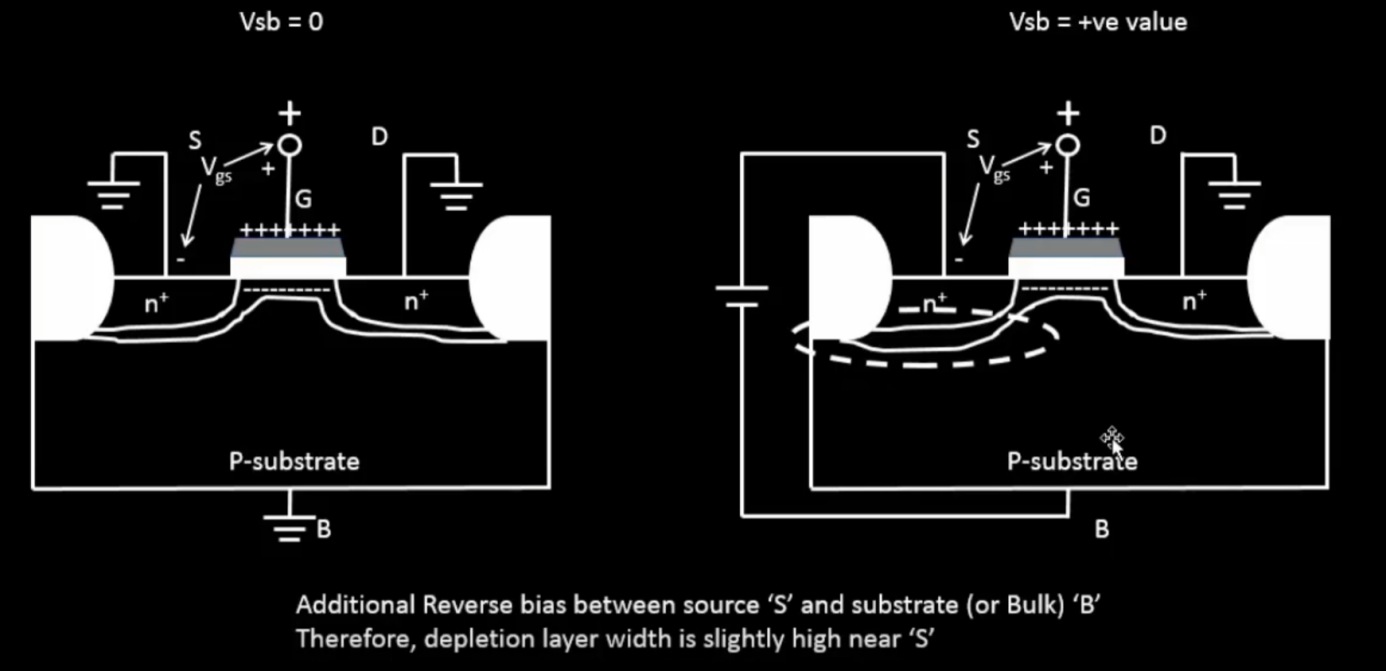 Vsb = 0
Vsb = +ve value
+
S
D
Vgs
+
G
+++++++
-
----------
n+
n+
P-substrate
B
+
S
D
Vgs
+
G
+++++++
-
----------
n+
n+
P-substrate
B
Additional Reverse bias between source ‘S’ and substrate (or Bulk) ‘B’
Therefore, depletion layer width is slightly high near ‘S’